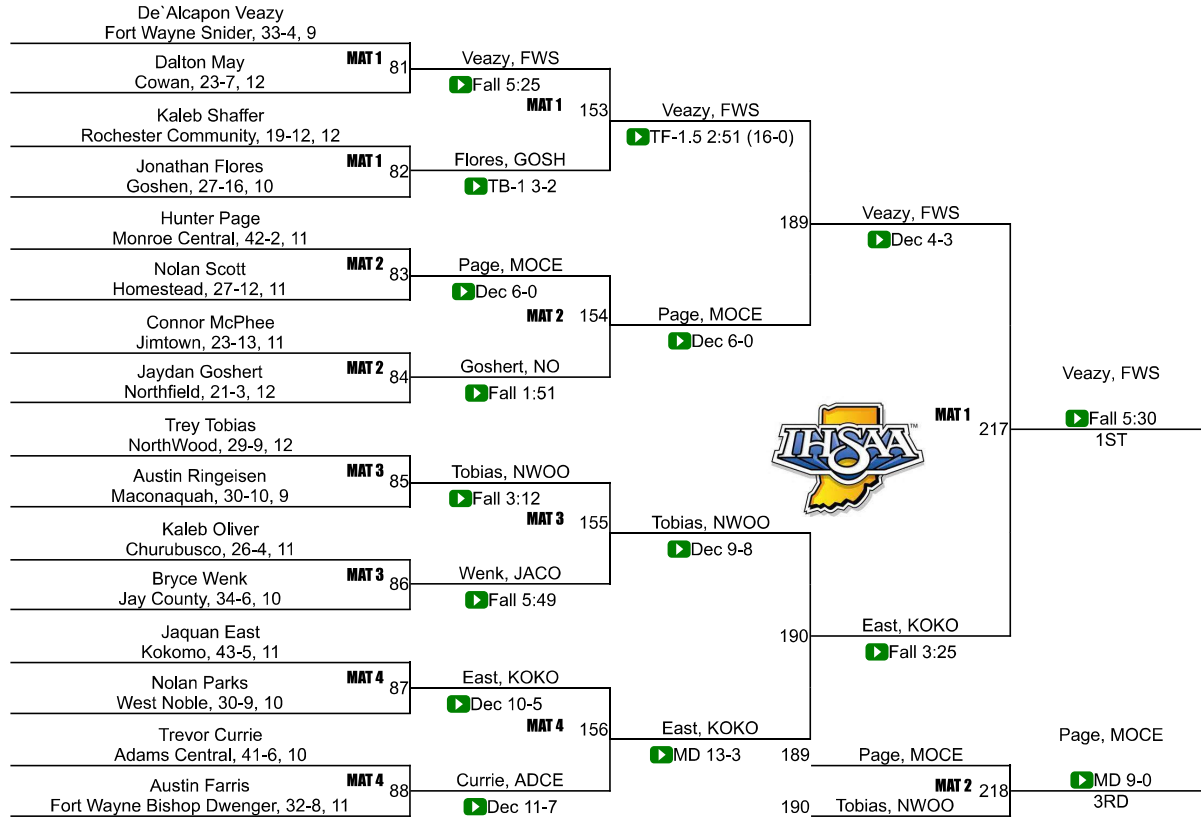 De`Alcapon Veazy
Fort Wayne Snider, 33-4, 9
MAT 1 81
Dalton May
Cowan, 23-7, 12
Veazy, FWS
Fall 5:25
MAT 1 153
Kaleb Shaffer
Rochester Community, 19-12, 12
MAT 1 82
Jonathan Flores
Goshen, 27-16, 10
Flores, GOSH
TB-1 3-2
Veazy, FWS
TF-1.5 2:51 (16-0)
Hunter Page
Monroe Central, 42-2, 11
MAT 2 83
Nolan Scott
Homestead, 27-12, 11
Page, MOCE
Dec 6-0
MAT 2 154
Connor McPhee
Jimtown, 23-13, 11
MAT 2 84
Jaydan Goshert
Northfield, 21-3, 12
Goshert, NO
Fall 1:51
Page, MOCE
Dec 6-0
189
Veazy, FWS
Dec 4-3
Trey Tobias
NorthWood, 29-9, 12
MAT 3 85
Austin Ringeisen
Maconaquah, 30-10, 9
Tobias, NWOO
Fall 3:12
MAT 3 155
Kaleb Oliver
Churubusco, 26-4, 11
MAT 3 86
Bryce Wenk
Jay County, 34-6, 10
Wenk, JACO
Fall 5:49
Tobias, NWOO
Dec 9-8
Jaquan East
Kokomo, 43-5, 11
MAT 4 87
Nolan Parks
West Noble, 30-9, 10
East, KOKO
Dec 10-5
MAT 4 156
Trevor Currie
Adams Central, 41-6, 10
MAT 4 88
Austin Farris
Fort Wayne Bishop Dwenger, 32-8, 11
Currie, ADCE
Dec 11-7
East, KOKO
MD 13-3
190
East, KOKO
Fall 3:25
IHSAA
TM
MAT 1 217
Veazy, FWS
Fall 5:30
1ST
189 Page, MOCE
MAT 2 218
190 Tobias, NWOO
Page, MOCE
MD 9-0
3RD